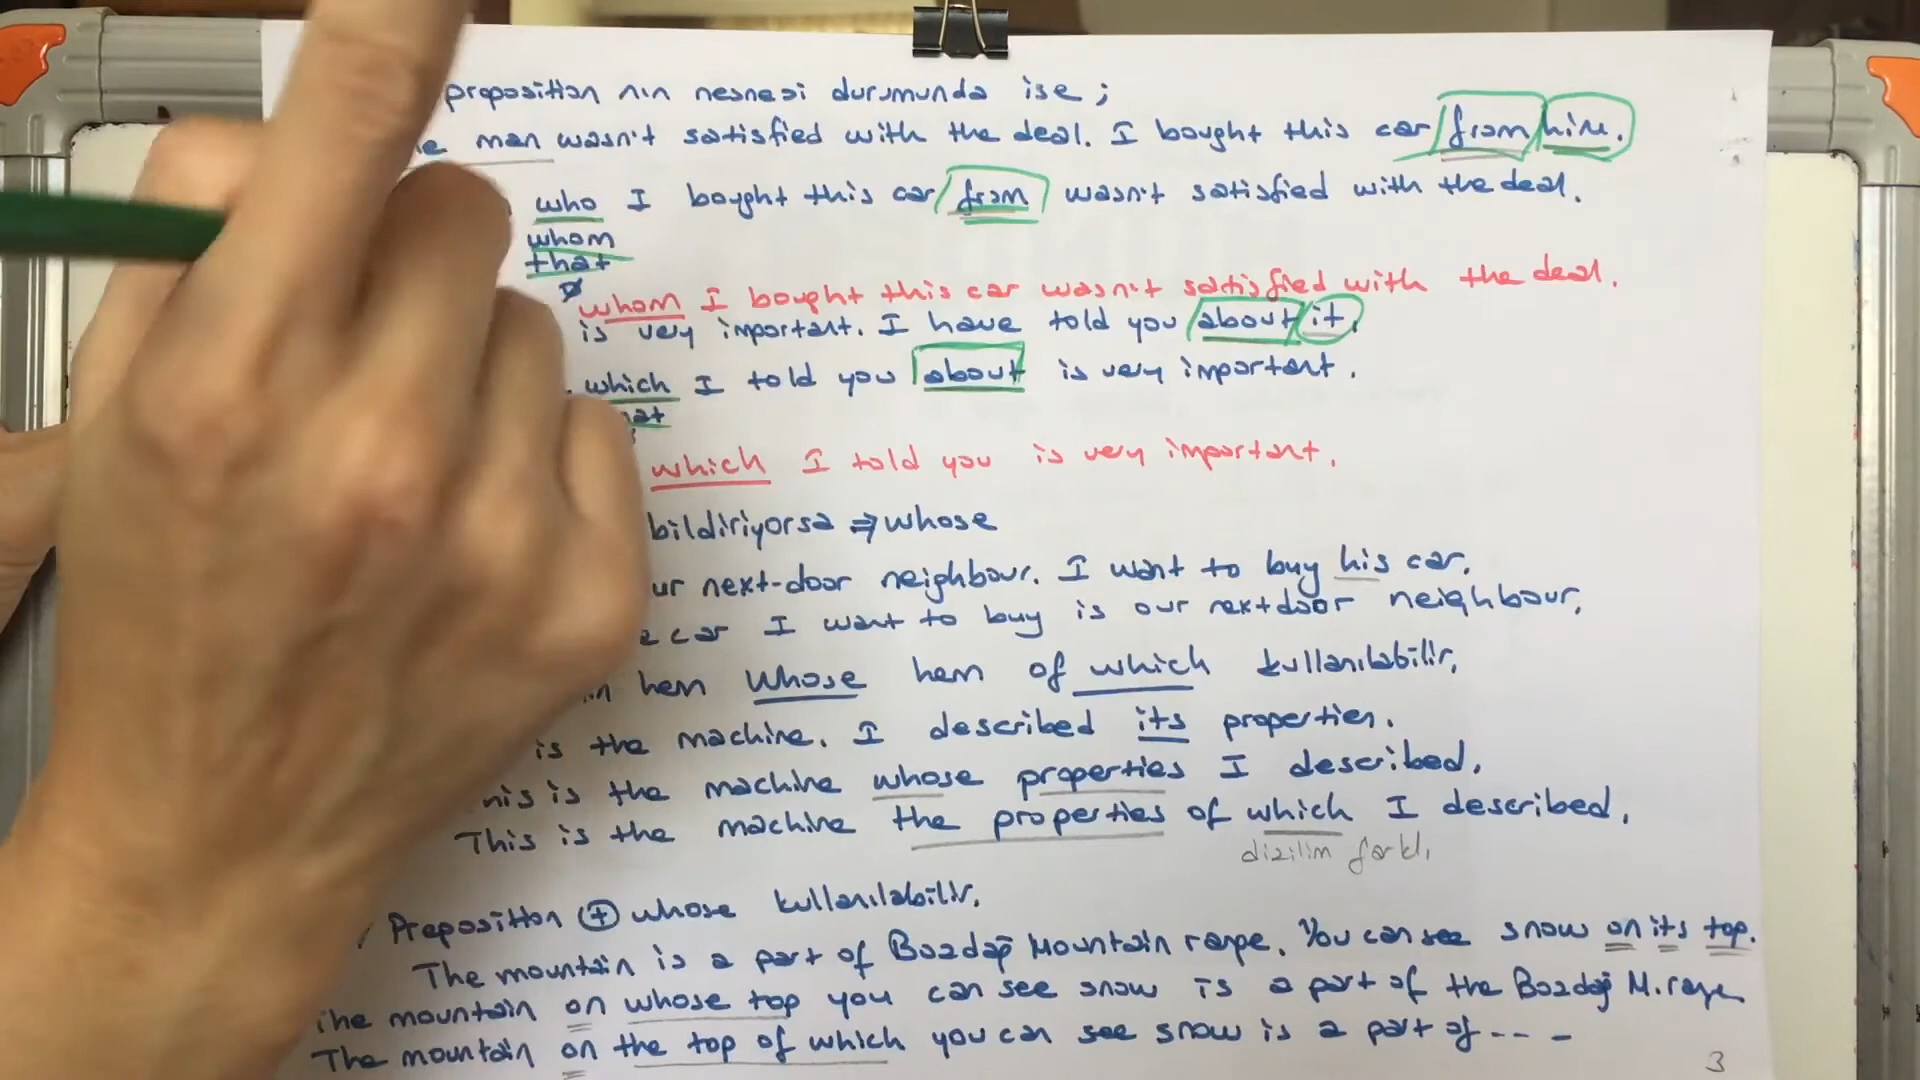 proposition nın nesnesi durumunda ise;
man wasn't satisfied with the deal. I bought this car from him.
who I bought this car from wasn't satisfied with the deal.
whom
that
whom I bought this car wasn't satisfied with the deal.
is very important. I have told you about it.
which I told you about is very important.
which I told you is very important.
bildiriyorsa ⇒ whose
next-door neighbour. I want to buy his car.
car I want to buy is our nextdoor neighbour.
hem whose hem of which kullanılabilir.
is the machine. I described its properties.
is the machine whose properties I described.
This is the machine the properties of which I described.
dizilim farklı
Preposition + whose kullanılabilir.
The mountain is a part of Bozdağ Mountain range. You can see snow on its top.
The mountain on whose top you can see snow is a part of the Bozdağ M. range
The mountain on the top of which you can see snow is a part of ---
3